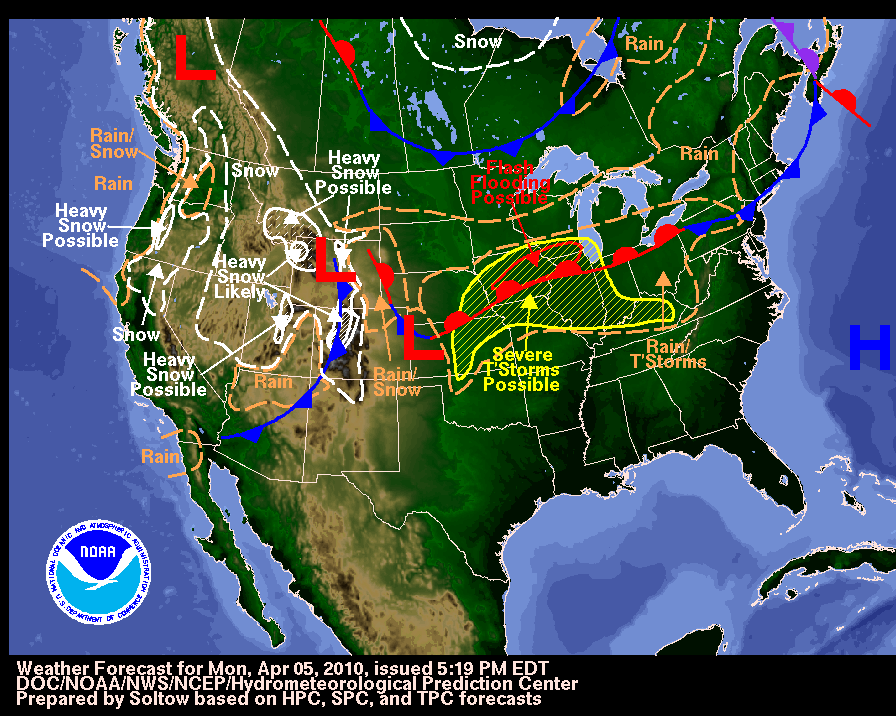 L
Snow
Rain
Rain/
Snow
Rain
Snow
Heavy
Snow
Possible
Flash
Flooding
Possible
Rain
Heavy
Snow
Possible
Heavy
Snow
Likely
L
L
H
Snow
Heavy
Snow
Possible
Rain
Rain/
Snow
Severe
T'Storms
Possible
Rain/
T'Storms
Rain
NATIONAL OCEANIC AND ATMOSPHERIC ADMINISTRATION
NOAA
U.S. DEPARTMENT OF COMMERCE
Weather Forecast for Mon, Apr 05, 2010, issued 5:19 PM EDT
DOC/NOAA/NWS/NCEP/Hydrometeorological Prediction Center
Prepared by Soltow based on HPC, SPC, and TPC forecasts